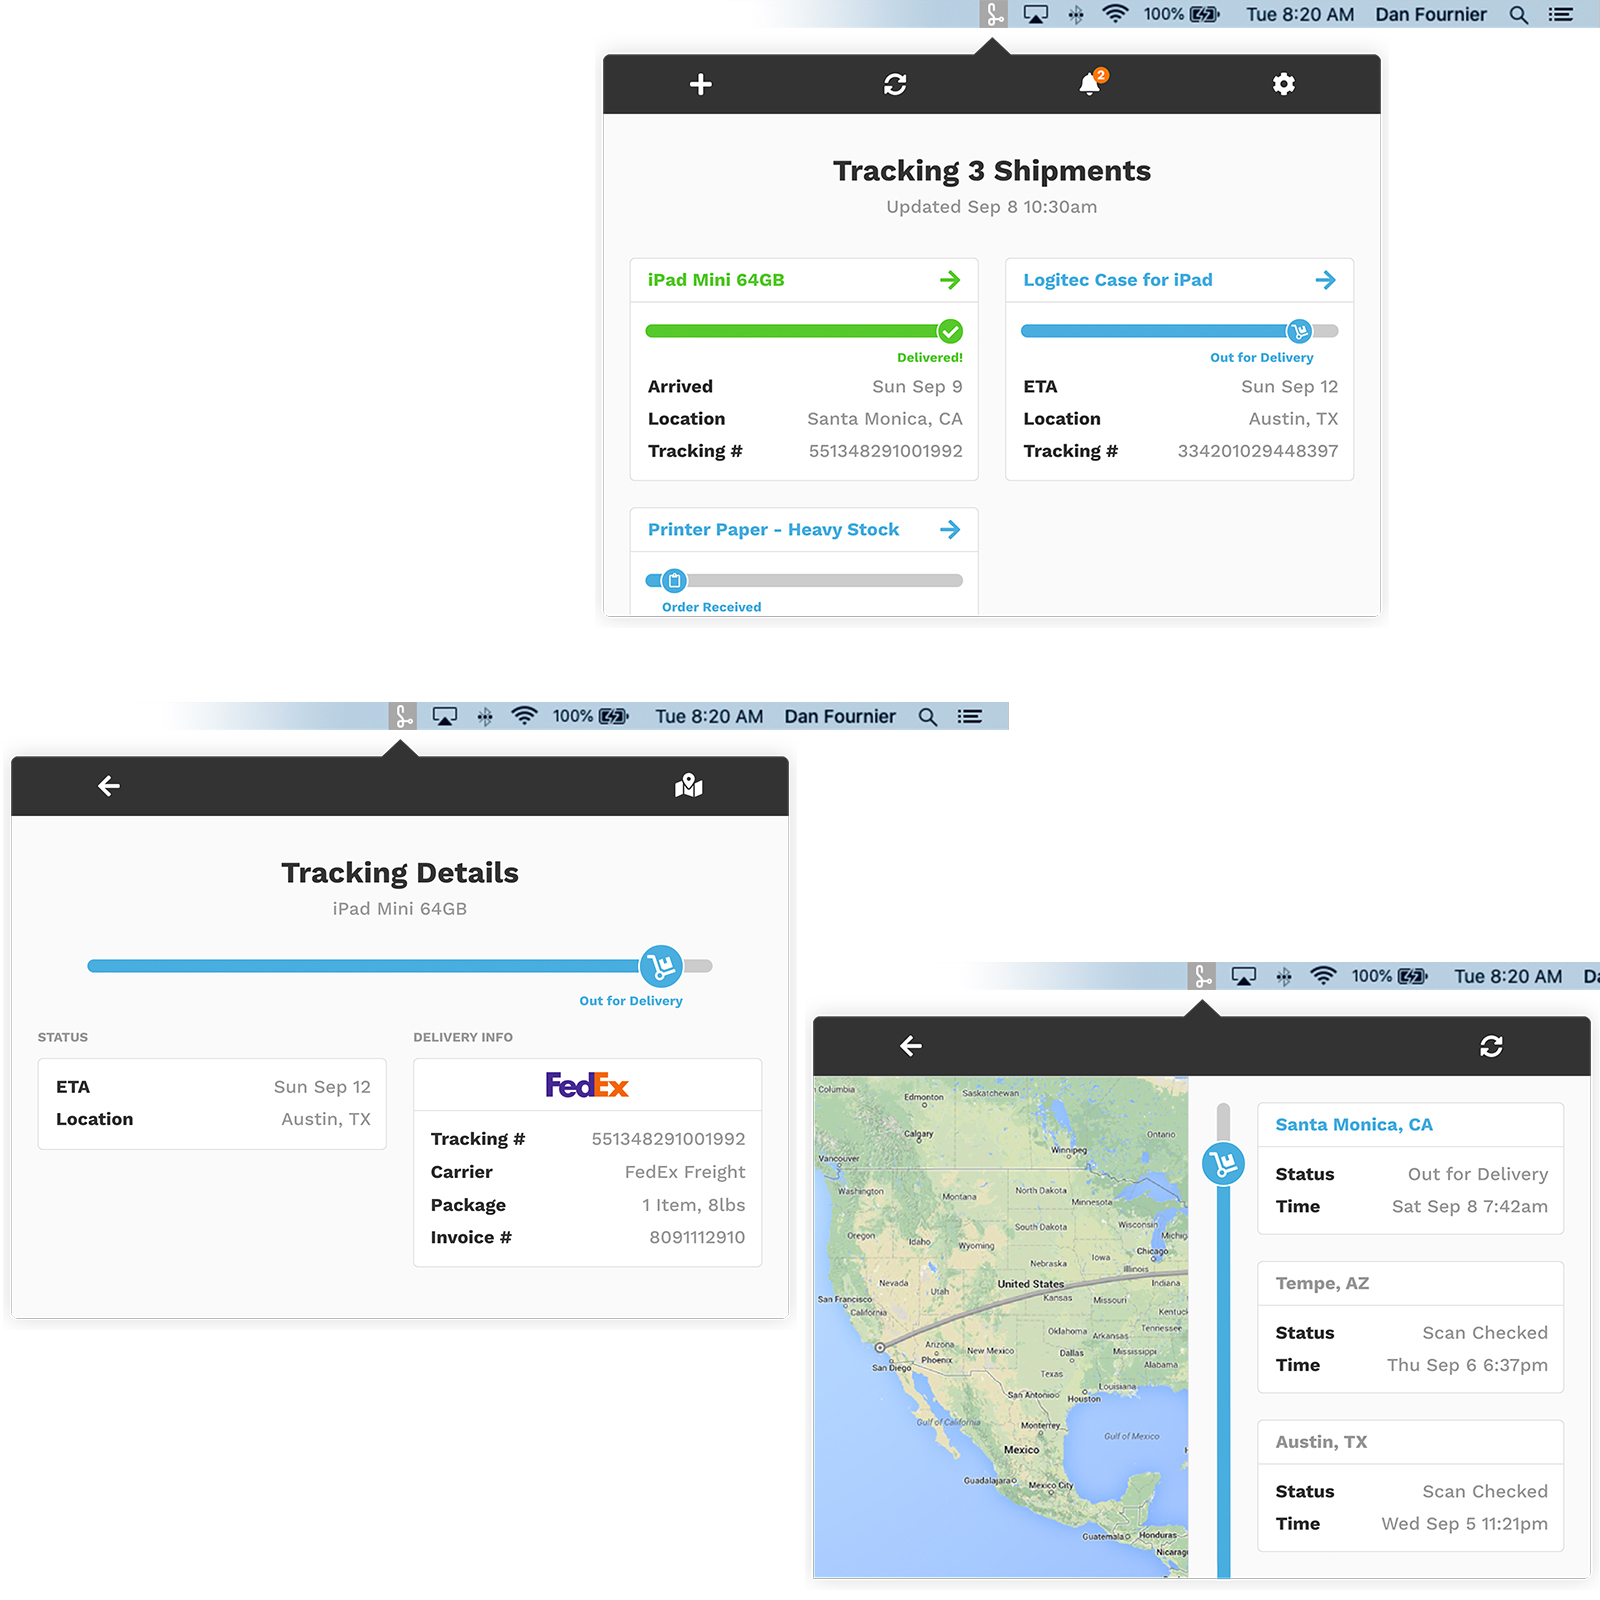 100% Tue 8:20 AM Dan Fournier
2
Tracking 3 Shipments
Updated Sep 8 10:30am
iPad Mini 64GB
Delivered!
Arrived Sun Sep 9
Location Santa Monica, CA
Tracking # 551348291001992
Logitec Case for iPad
Out for Delivery
ETA Sun Sep 12
Location Austin, TX
Tracking # 334201029448397
Printer Paper - Heavy Stock
Order Received
100% Tue 8:20 AM Dan Fournier
Tracking Details
iPad Mini 64GB
Out for Delivery
STATUS
ETA Sun Sep 12
Location Austin, TX
DELIVERY INFO
FedEx
Tracking # 551348291001992
Carrier FedEx Freight
Package 1 Item, 8lbs
Invoice # 8091112910
100% Tue 8:20 AM Da
Columbia
Edmonton
Saskatchewan
Calgary
Ontario
Vancouver
Winnipeg
Washington
Montana
North Dakota
Minnesota
Oregon
Idaho
Wyoming
South Dakota
Wisconsin
Michig
Nebraska
Iowa
Chicago
Illinois
Indiana
Nevada
Utah
United States
Kansas
Missouri
Kentuc
San Francisco
California
Oklahoma
Arkansas
Tennessee
Arizona
New Mexico
Dallas
Mississippi
San Diego
Phoenix
Alabama
Texas
San Antonio
Houston
Louisiana
Gulf of California
Monterrey
Gulf of Mexico
Mexico
Guadalajara
Mexico City
Guatemala
Honduras
Nicarag
Santa Monica, CA
Status Out for Delivery
Time Sat Sep 8 7:42am
Tempe, AZ
Status Scan Checked
Time Thu Sep 6 6:37pm
Austin, TX
Status Scan Checked
Time Wed Sep 5 11:21pm